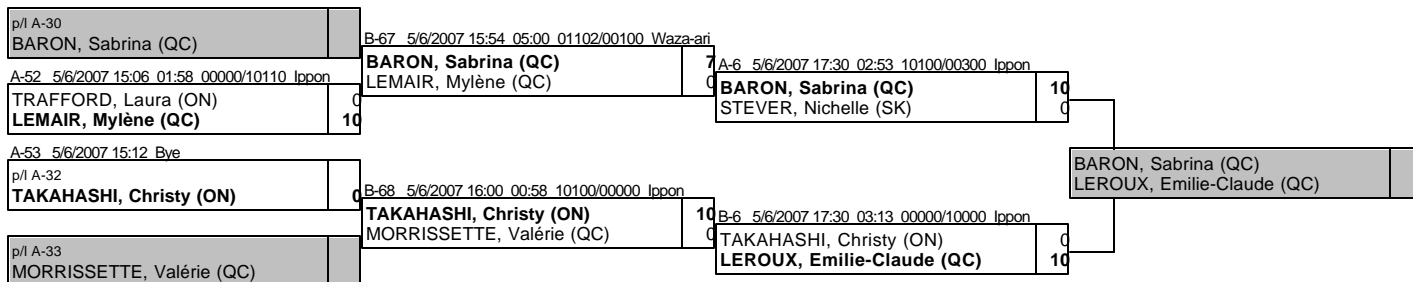 p/l A-30
BARON, Sabrina (QC)
A-52 5/6/2007 15:06 01:58 00000/10110 Ippon
TRAFFORD, Laura (ON) 0
LEMAIR, Mylène (QC) 10
A-53 5/6/2007 15:12 Bye
p/l A-32
TAKAHASHI, Christy (ON) 0
p/l A-33
MORRISSETTE, Valérie (QC)
B-67 5/6/2007 15:54 05:00 01102/00100 Waza-ari
BARON, Sabrina (QC) 7
LEMAIR, Mylène (QC) 0
B-68 5/6/2007 16:00 00:58 10100/00000 Ippon
TAKAHASHI, Christy (ON) 10
MORRISSETTE, Valérie (QC) 0
A-6 5/6/2007 17:30 02:53 10100/00300 Ippon
BARON, Sabrina (QC) 10
STEVER, Nichelle (SK) 0
B-6 5/6/2007 17:30 03:13 00000/10000 Ippon
TAKAHASHI, Christy (ON) 0
LEROUX, Emilie-Claude (QC) 10
BARON, Sabrina (QC)
LEROUX, Emilie-Claude (QC)